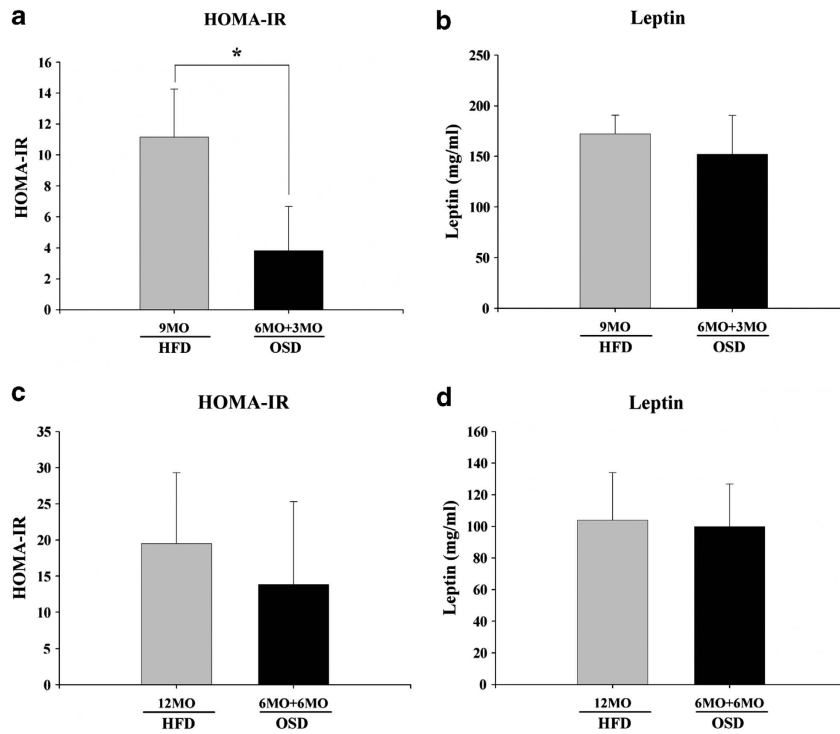 a
HOMA-IR
*
HOMA-IR
16
14
12
10
8
6
4
2
0
9MO 6MO+3MO
HFD OSD
b
Leptin
Leptin (mg/ml)
250
200
150
100
50
0
9MO 6MO+3MO
HFD OSD
c
HOMA-IR
HOMA-IR
35
30
25
20
15
10
5
0
12MO 6MO+6MO
HFD OSD
d
Leptin
Leptin (mg/ml)
160
140
120
100
80
60
40
20
0
12MO 6MO+6MO
HFD OSD